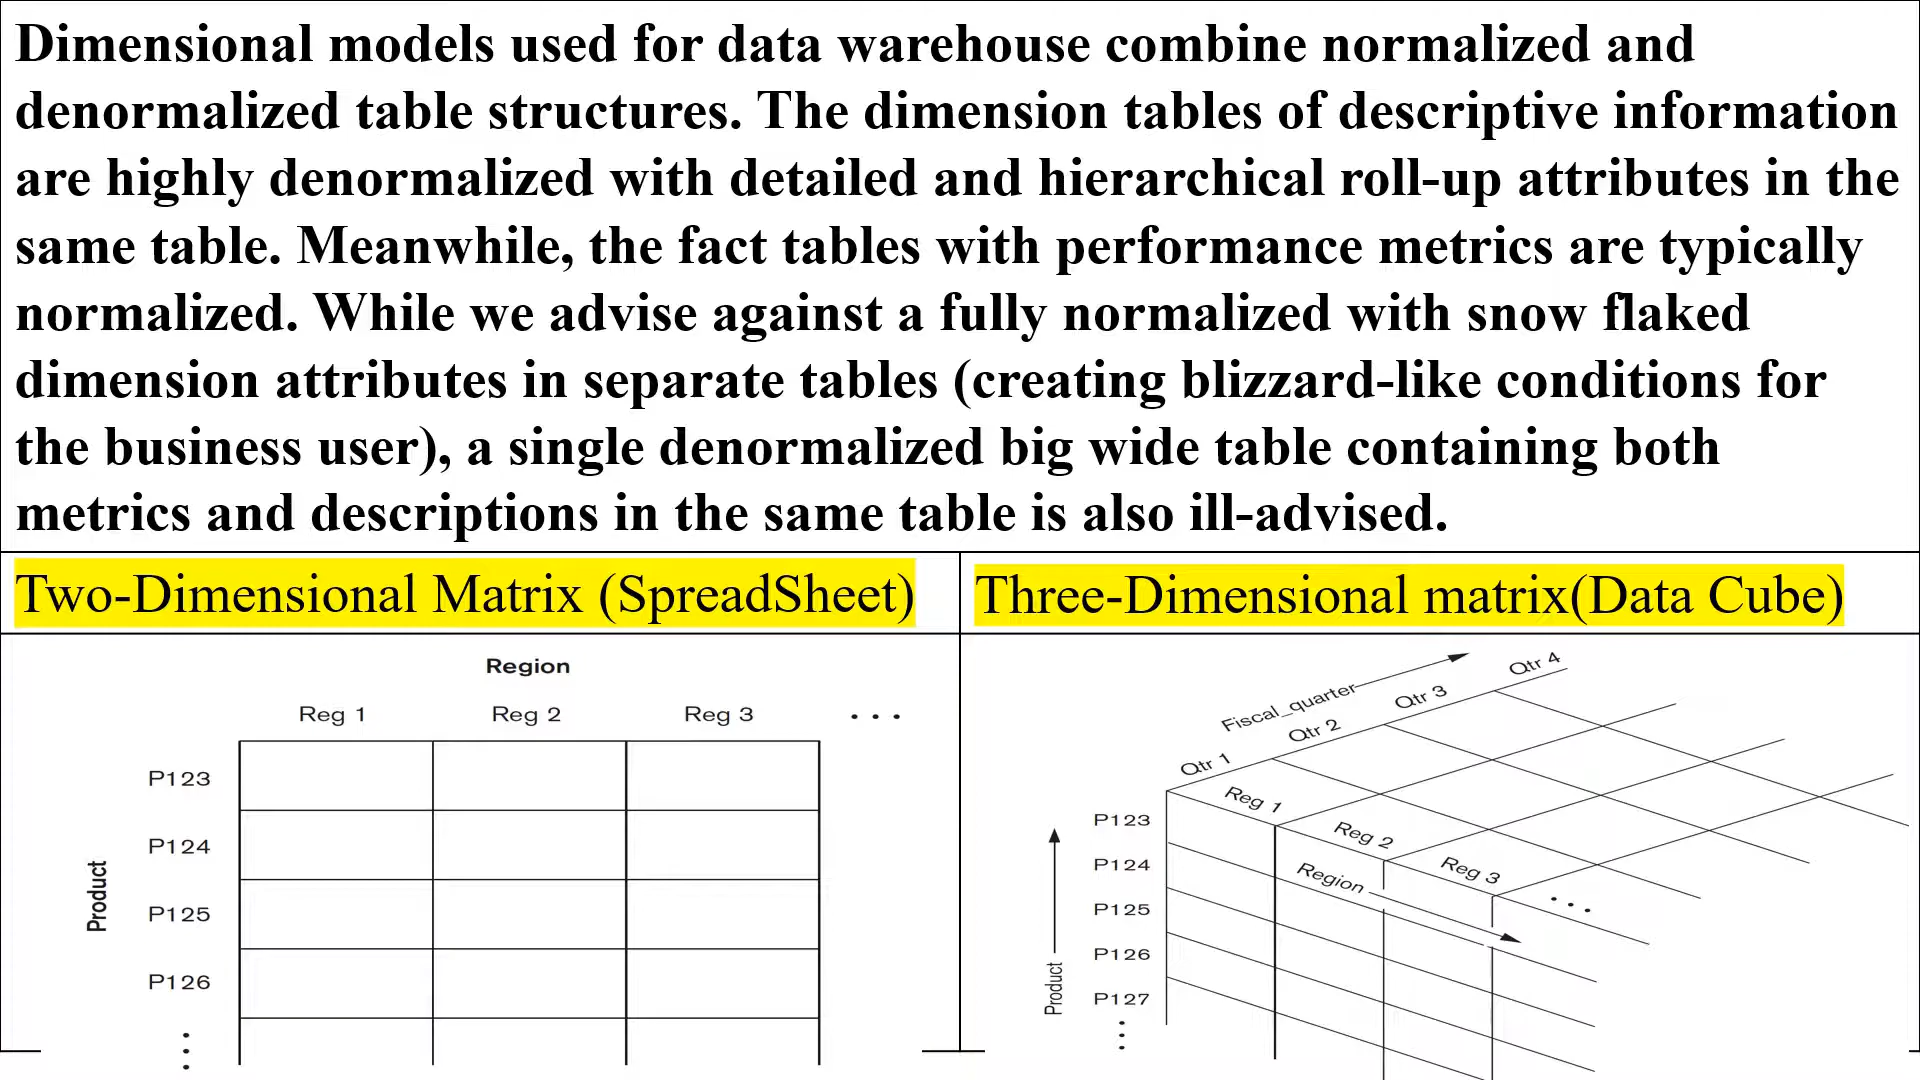 Dimensional models used for data warehouse combine normalized and
denormalized table structures. The dimension tables of descriptive information
are highly denormalized with detailed and hierarchical roll-up attributes in the
same table. Meanwhile, the fact tables with performance metrics are typically
normalized. While we advise against a fully normalized with snow flaked
dimension attributes in separate tables (creating blizzard-like conditions for
the business user), a single denormalized big wide table containing both
metrics and descriptions in the same table is also ill-advised.
Two-Dimensional Matrix (SpreadSheet)
Region
Reg 1 Reg 2 Reg 3 ...
Product
P123
P124
P125
P126
Three-Dimensional matrix(Data Cube)
Fiscal_quarter
Qtr 1 Qtr 2 Qtr 3 Qtr 4
Reg 1 Reg 2 Reg 3 ...
Region
Product
P123
P124
P125
P126
P127